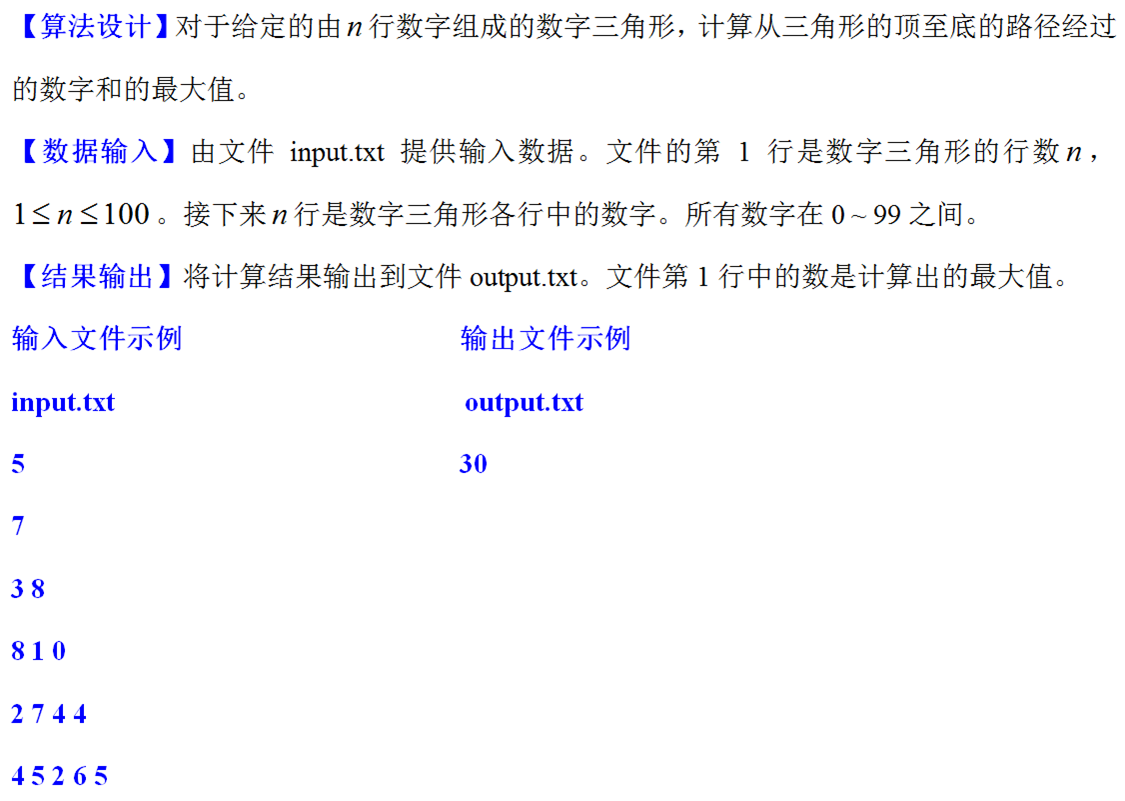 【算法设计】对于给定的由 n 行数字组成的数字三角形，计算从三角形的顶至底的路径经过
的数字和的最大值。
【数据输入】由文件 input.txt 提供输入数据。文件的第 1 行是数字三角形的行数 n，
1≤n≤100。接下来 n 行是数字三角形各行中的数字。所有数字在 0 ~ 99 之间。
【结果输出】将计算结果输出到文件 output.txt。文件第 1 行中的数是计算出的最大值。
输入文件示例 输出文件示例
input.txt output.txt
5 30
7
3 8
8 1 0
2 7 4 4
4 5 2 6 5